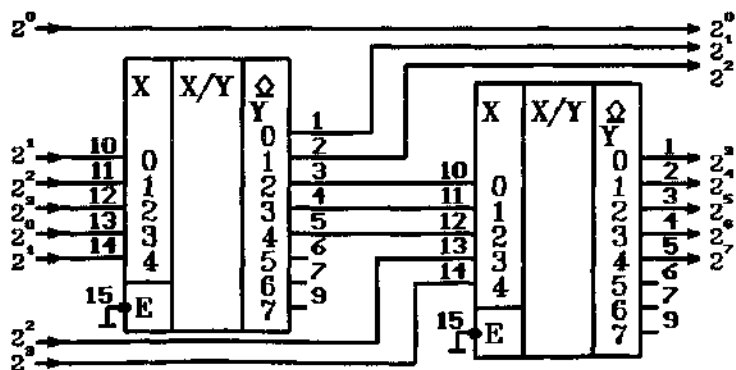 2⁰ 2⁰
2¹
2²
X X/Y Ω
Y
X X/Y Ω
Y
0 1
2¹ 10 0 1 2
2² 11 1 2 3
2³ 12 2 3 4
2⁰ 13 3 4 5
2¹ 14 4 5 6
6 7
15 E 7 9
10 0 0 1 2³
11 1 1 2 2⁴
12 2 2 3 2⁵
13 3 3 4 2⁶
14 4 4 5 2⁷
5 6
6 7
15 E 7 9
2²
2³